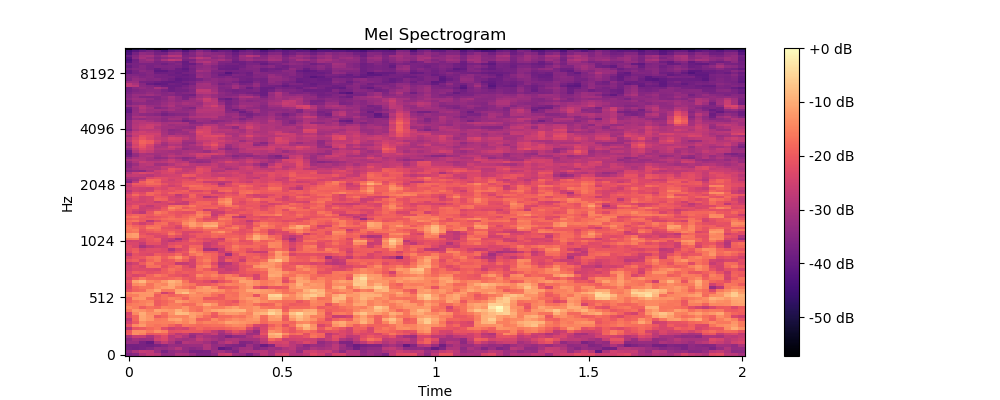 Mel Spectrogram
Hz
8192
4096
2048
1024
512
0
0 0.5 1 1.5 2
Time
+0 dB
-10 dB
-20 dB
-30 dB
-40 dB
-50 dB